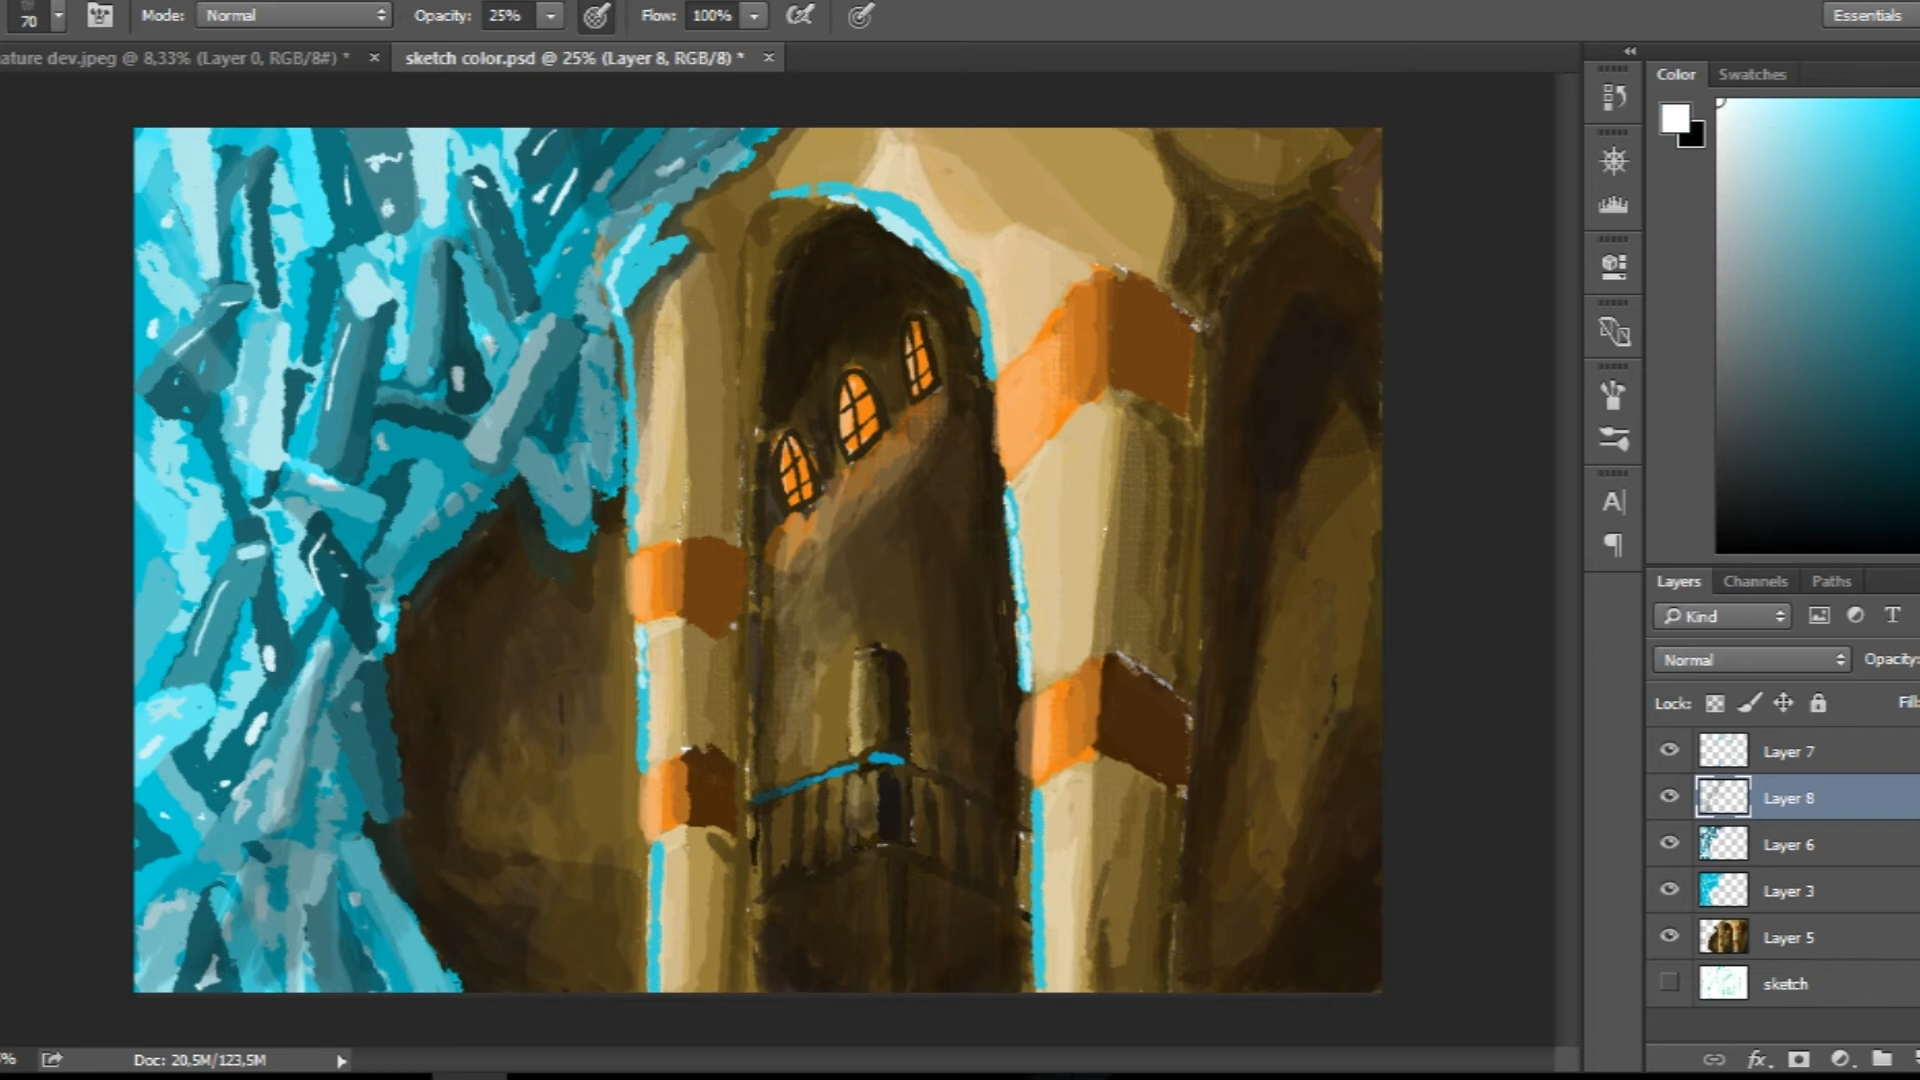 70 Mode: Normal Opacity: 25% Flow: 100% Essentials
ature dev.jpeg @ 8,33% (Layer 0, RGB/8#) * × sketch color.psd @ 25% (Layer 8, RGB/8) * ×
Color Swatches
A|
¶
Layers Channels Paths
Kind T
Normal Opacity:
Lock: Fill:
Layer 7
Layer 8
Layer 6
Layer 3
Layer 5
sketch
% Doc: 20,5M/123,5M
fx